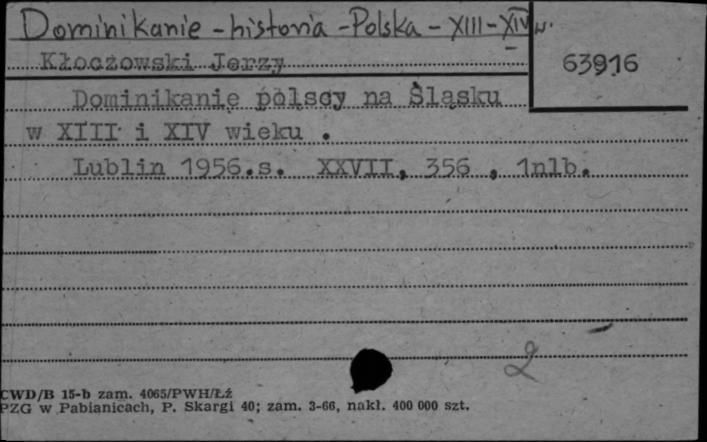 Dominikanie - historia - Polska - XIII - XIV w.
63916
Kłoczowski Jerzy
Dominikanie polscy na Śląsku
w XIII i XIV wieku .
Lublin 1956.s. XXVII, 356 , 1nlb.
2
CWD/B 15-b zam. 4065/PWH/Łź
PZG w Pabianicach, P. Skargi 40; zam. 3-66, nakł. 400 000 szt.